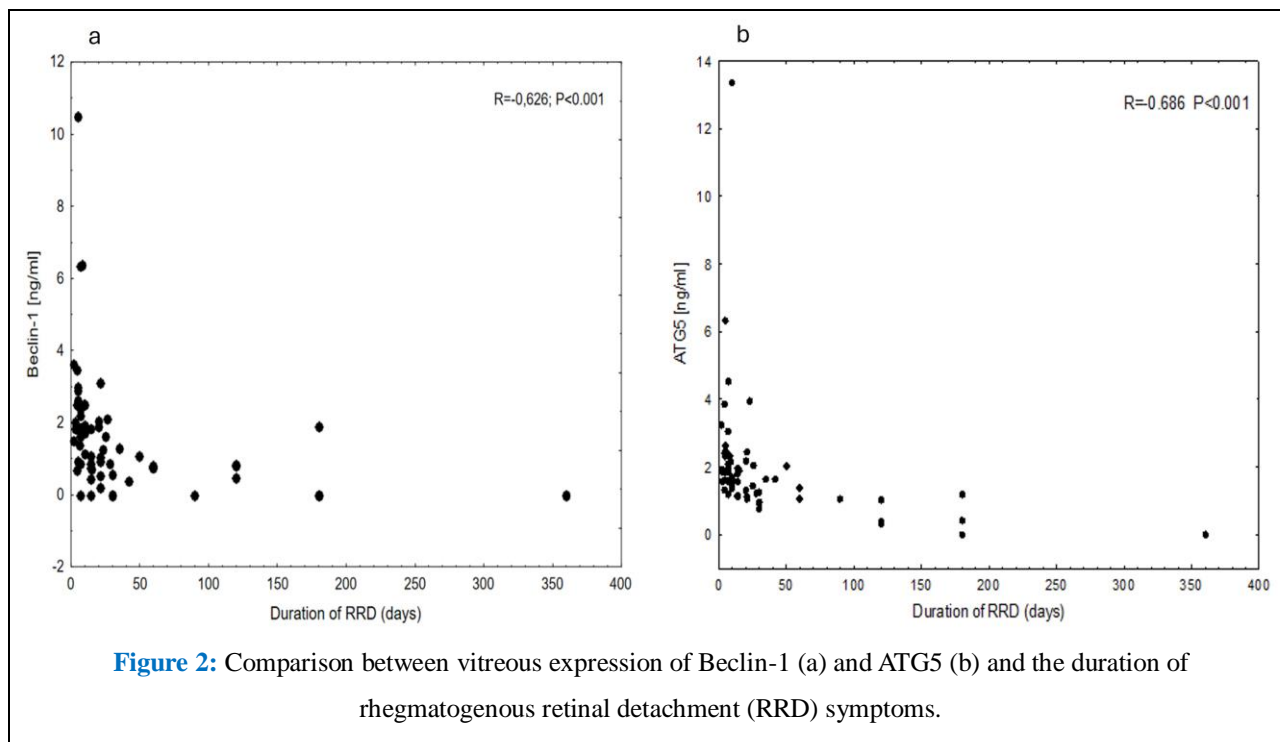 a
12
10
8
6
4
2
0
-2
Beclin-1 [ng/ml]
R=-0,626; P<0.001
0 50 100 150 200 250 300 350 400
Duration of RRD (days)
b
14
12
10
8
6
4
2
0
ATG5 [ng/ml]
R=-0.686 P<0.001
0 50 100 150 200 250 300 350 400
Duration of RRD (days)
Figure 2: Comparison between vitreous expression of Beclin-1 (a) and ATG5 (b) and the duration of
rhegmatogenous retinal detachment (RRD) symptoms.